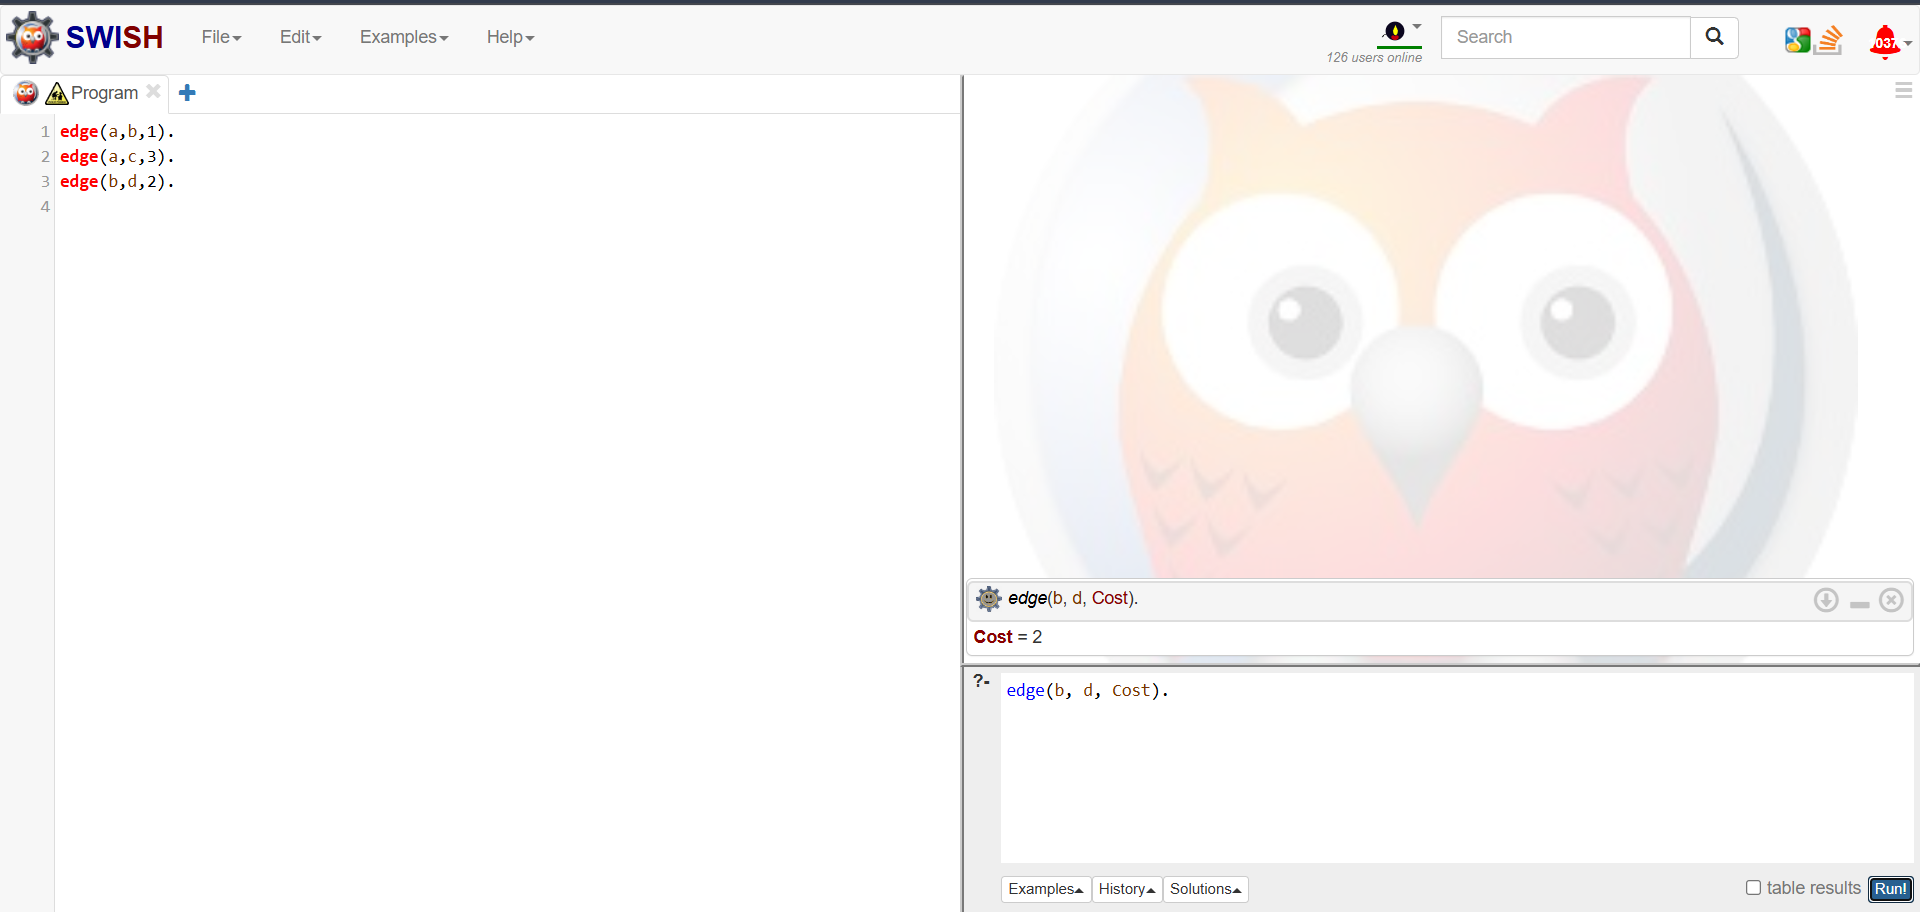 SWISH File Edit Examples Help 126 users online Search 037
Program
1 edge(a,b,1).
2 edge(a,c,3).
3 edge(b,d,2).
4
edge(b, d, Cost).
Cost = 2
?- edge(b, d, Cost).
Examples History Solutions table results Run!